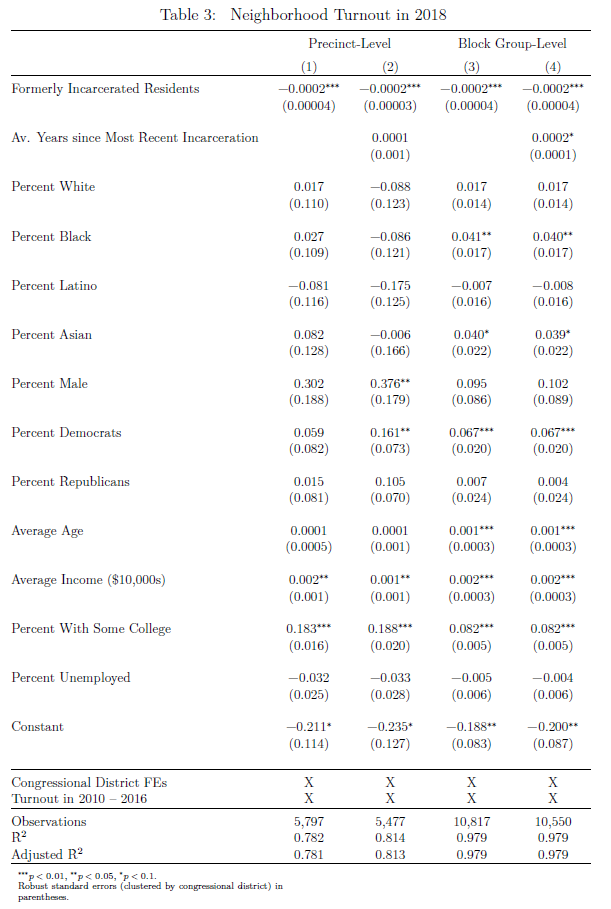 Table 3: Neighborhood Turnout in 2018
Precinct-Level Block Group-Level
(1) (2) (3) (4)
Formerly Incarcerated Residents −0.0002*** −0.0002*** −0.0002*** −0.0002***
(0.00004) (0.00003) (0.00004) (0.00004)
Av. Years since Most Recent Incarceration 0.0001 0.0002*
(0.001) (0.0001)
Percent White 0.017 −0.088 0.017 0.017
(0.110) (0.123) (0.014) (0.014)
Percent Black 0.027 −0.086 0.041** 0.040**
(0.109) (0.121) (0.017) (0.017)
Percent Latino −0.081 −0.175 −0.007 −0.008
(0.116) (0.125) (0.016) (0.016)
Percent Asian 0.082 −0.006 0.040* 0.039*
(0.128) (0.166) (0.022) (0.022)
Percent Male 0.302 0.376** 0.095 0.102
(0.188) (0.179) (0.086) (0.089)
Percent Democrats 0.059 0.161** 0.067*** 0.067***
(0.082) (0.073) (0.020) (0.020)
Percent Republicans 0.015 0.105 0.007 0.004
(0.081) (0.070) (0.024) (0.024)
Average Age 0.0001 0.0001 0.001*** 0.001***
(0.0005) (0.001) (0.0003) (0.0003)
Average Income ($10,000s) 0.002** 0.001** 0.002*** 0.002***
(0.001) (0.001) (0.0003) (0.0003)
Percent With Some College 0.183*** 0.188*** 0.082*** 0.082***
(0.016) (0.020) (0.005) (0.005)
Percent Unemployed −0.032 −0.033 −0.005 −0.004
(0.025) (0.028) (0.006) (0.006)
Constant −0.211* −0.235* −0.188** −0.200**
(0.114) (0.127) (0.083) (0.087)
Congressional District FEs X X X X
Turnout in 2010 – 2016 X X X X
Observations 5,797 5,477 10,817 10,550
R² 0.782 0.814 0.979 0.979
Adjusted R² 0.781 0.813 0.979 0.979
***p < 0.01, **p < 0.05, *p < 0.1.
Robust standard errors (clustered by congressional district) in
parentheses.